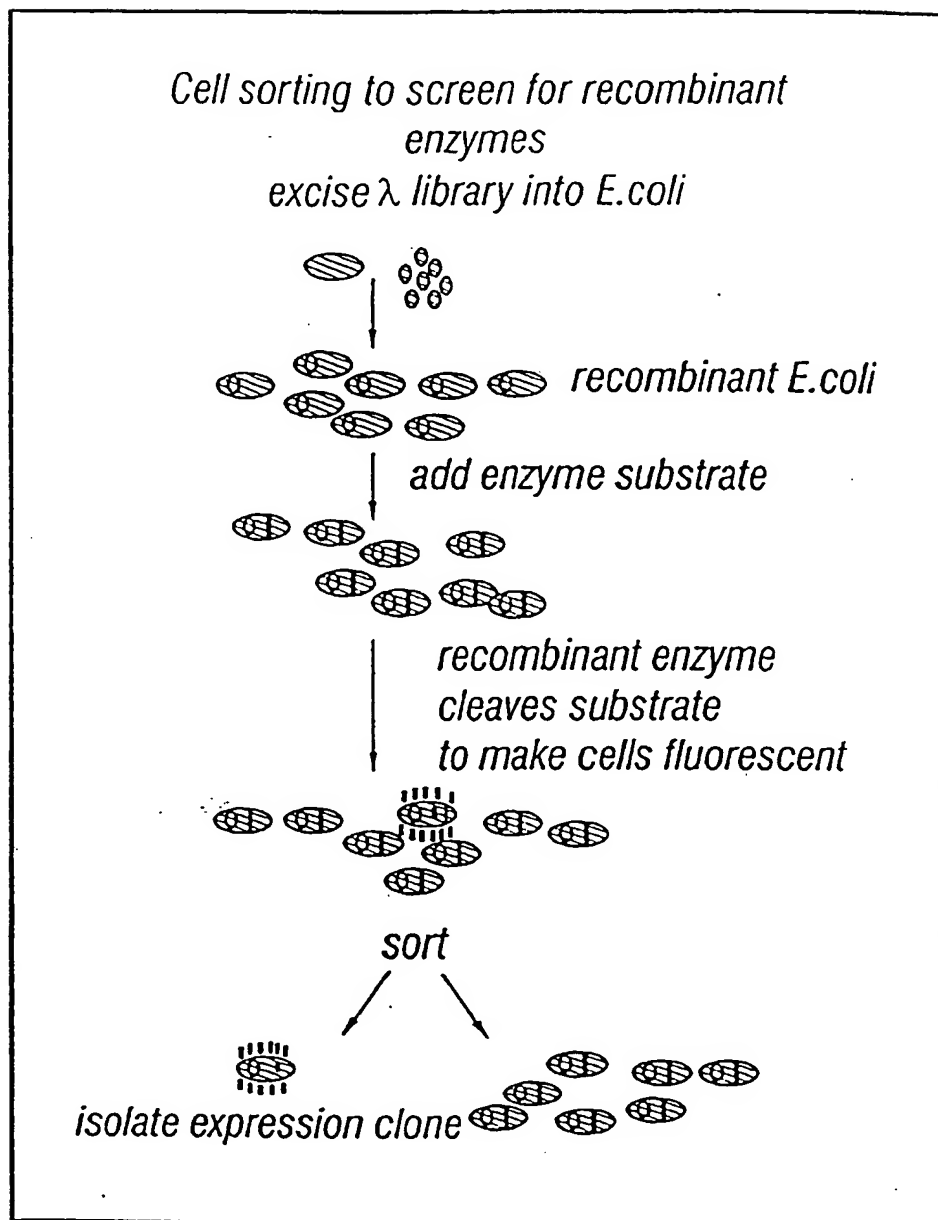 Cell sorting to screen for recombinant
enzymes
excise λ library into E.coli
recombinant E.coli
add enzyme substrate
recombinant enzyme
cleaves substrate
to make cells fluorescent
sort
isolate expression clone